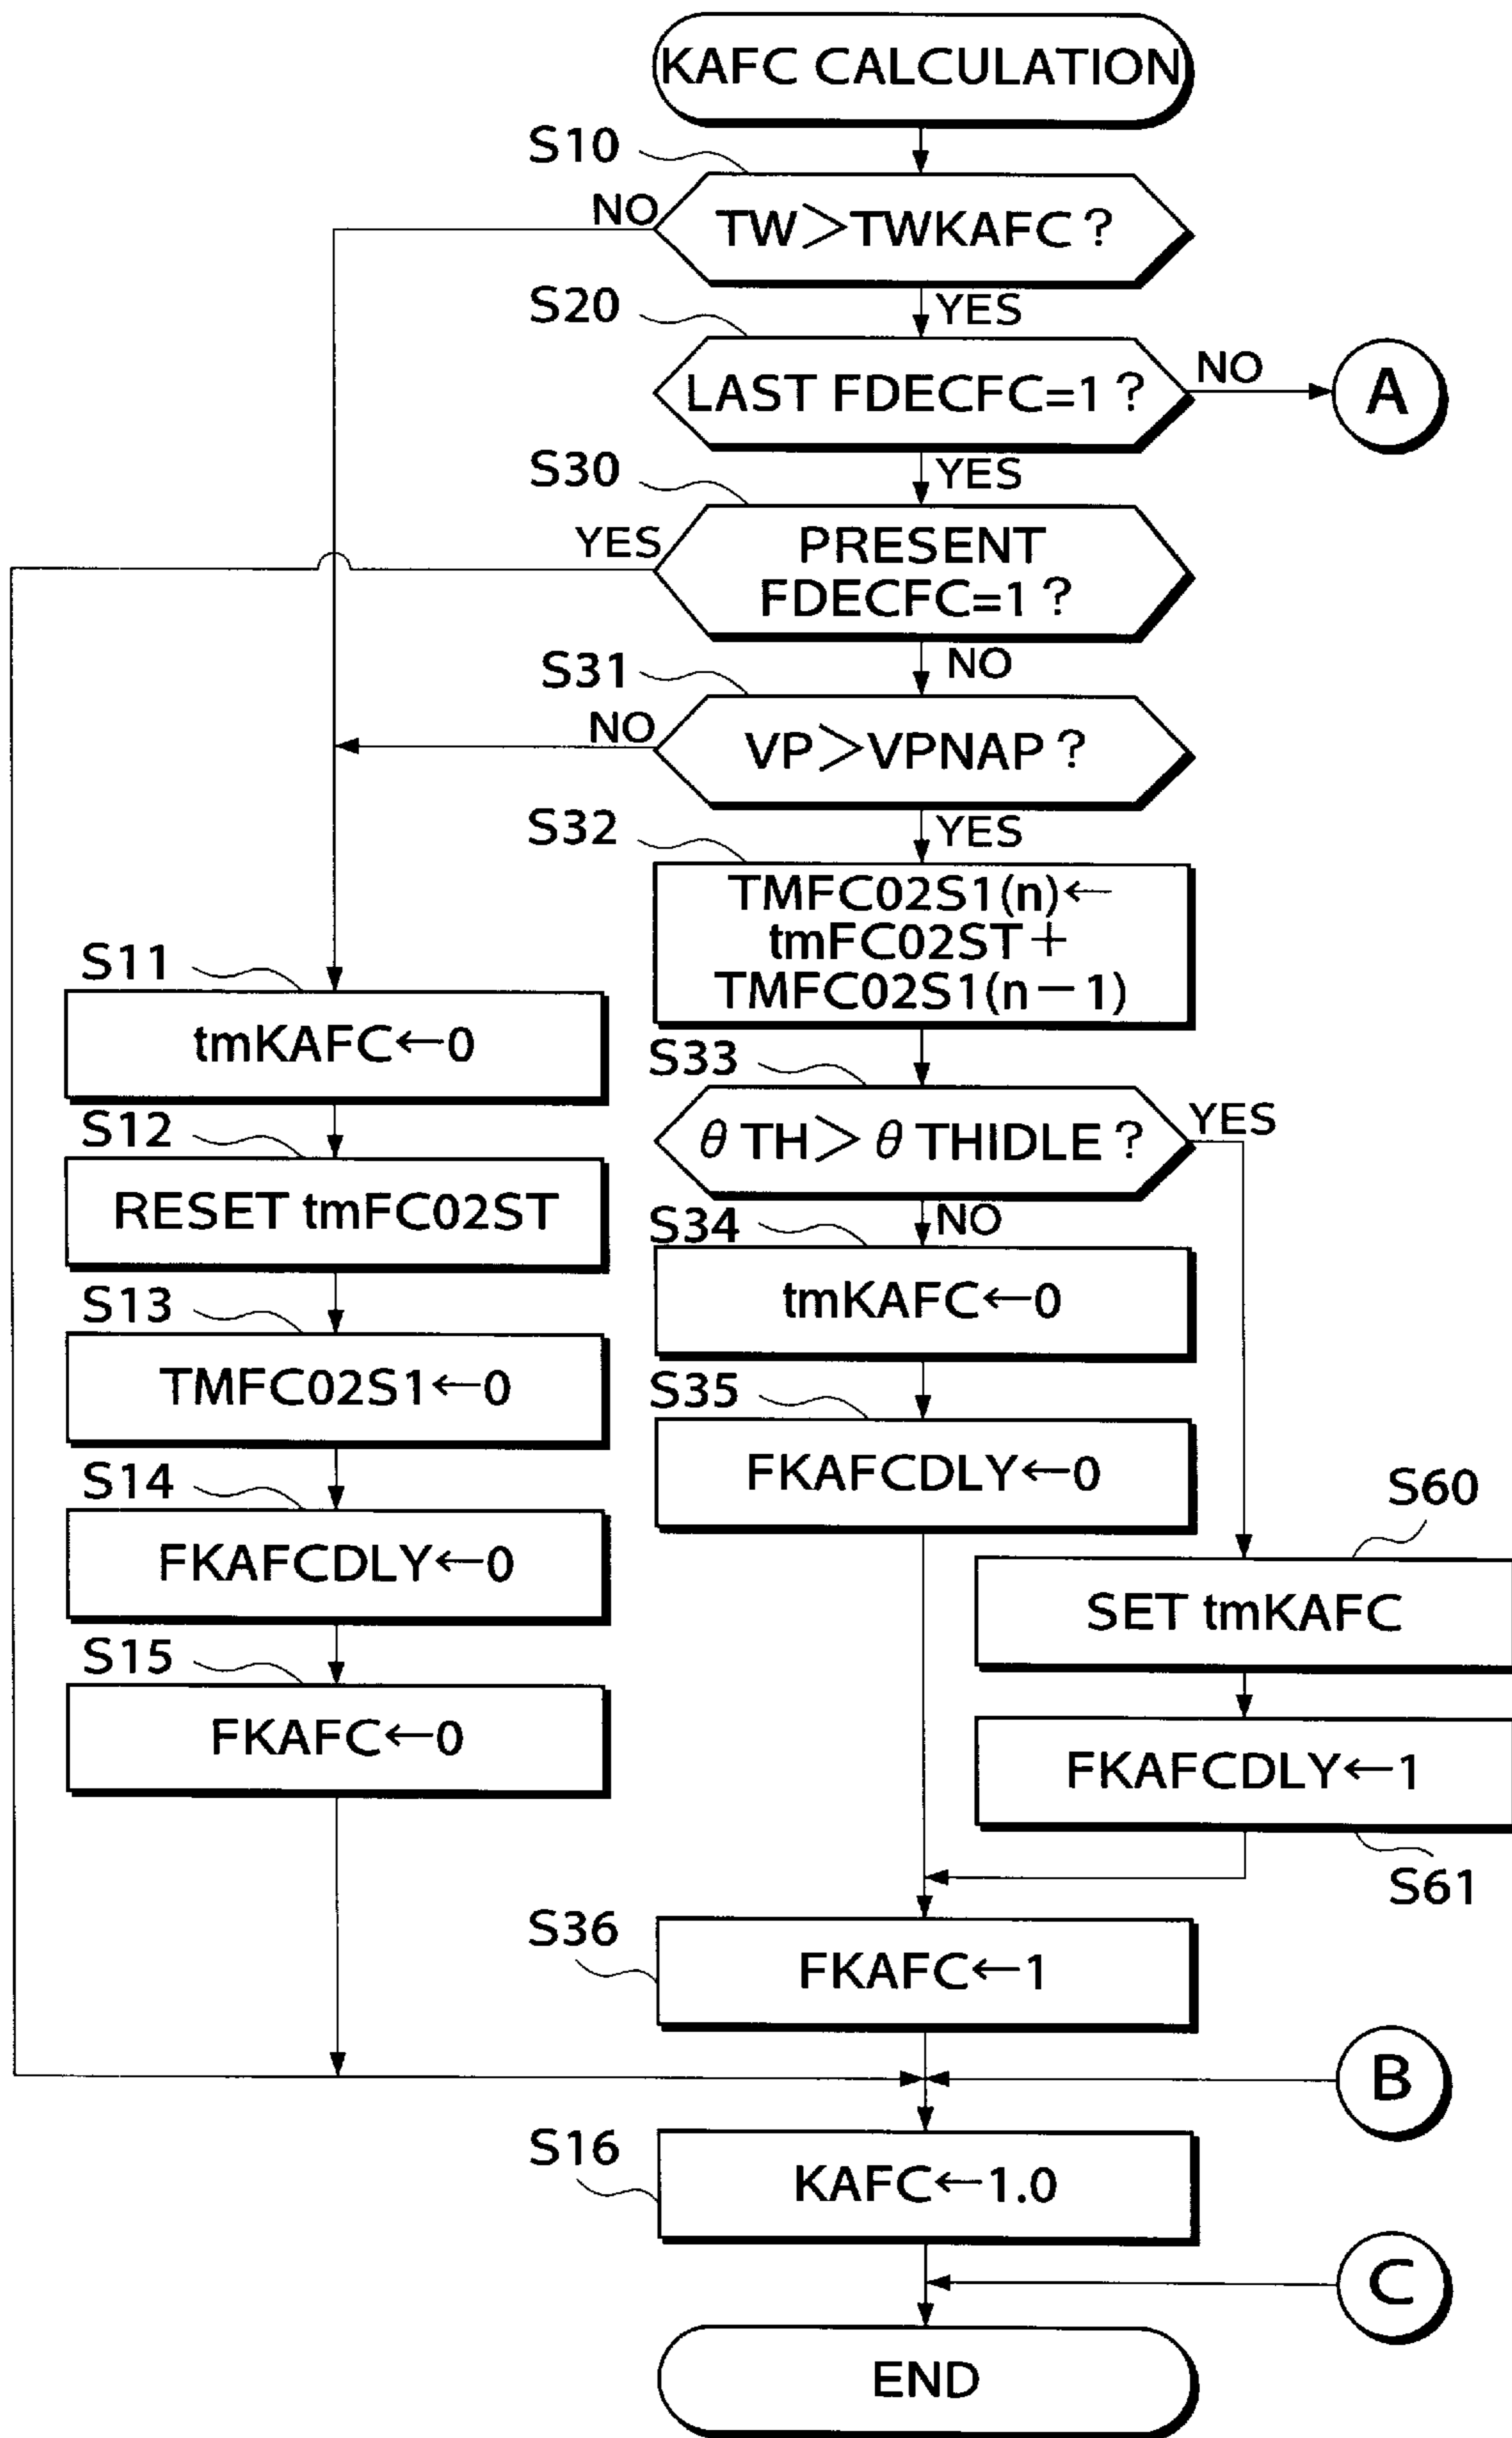 KAFC CALCULATION
S10
NO
TW>TWKAFC?
S20
YES
LAST FDECFC=1?
NO
A
S30
YES
YES
PRESENT
FDECFC=1?
S31
NO
NO
VP>VPNAP?
S32
YES
TMFC02S1(n)←
tmFC02ST+
TMFC02S1(n−1)
S11
tmKAFC←0
S33
θ TH> θ THIDLE?
YES
S12
RESET tmFC02ST
S34
NO
tmKAFC←0
S13
TMFC02S1←0
S35
FKAFCDLY←0
S14
FKAFCDLY←0
S60
SET tmKAFC
S15
FKAFC←0
FKAFCDLY←1
S61
S36
FKAFC←1
B
S16
KAFC←1.0
C
END